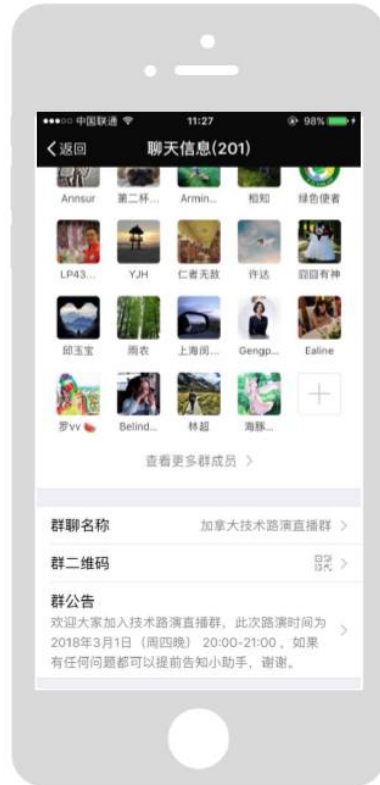 中国联通 11:27 98%
返回 聊天信息(201)
Annsur 第二杯... Armin... 相知 绿色使者
LP43... YJH 仁者无敌 许达 囧囧有神
邱玉宝 雨农 上海闵... Gengp... Ealine
罗vv Belind... 林超 海豚...
查看更多群成员
群聊名称 加拿大技术路演直播群
群二维码
群公告
欢迎大家加入技术路演直播群，此次路演时间为
2018年3月1日（周四晚） 20:00-21:00 ，如果
有任何问题都可以提前告知小助手，谢谢。